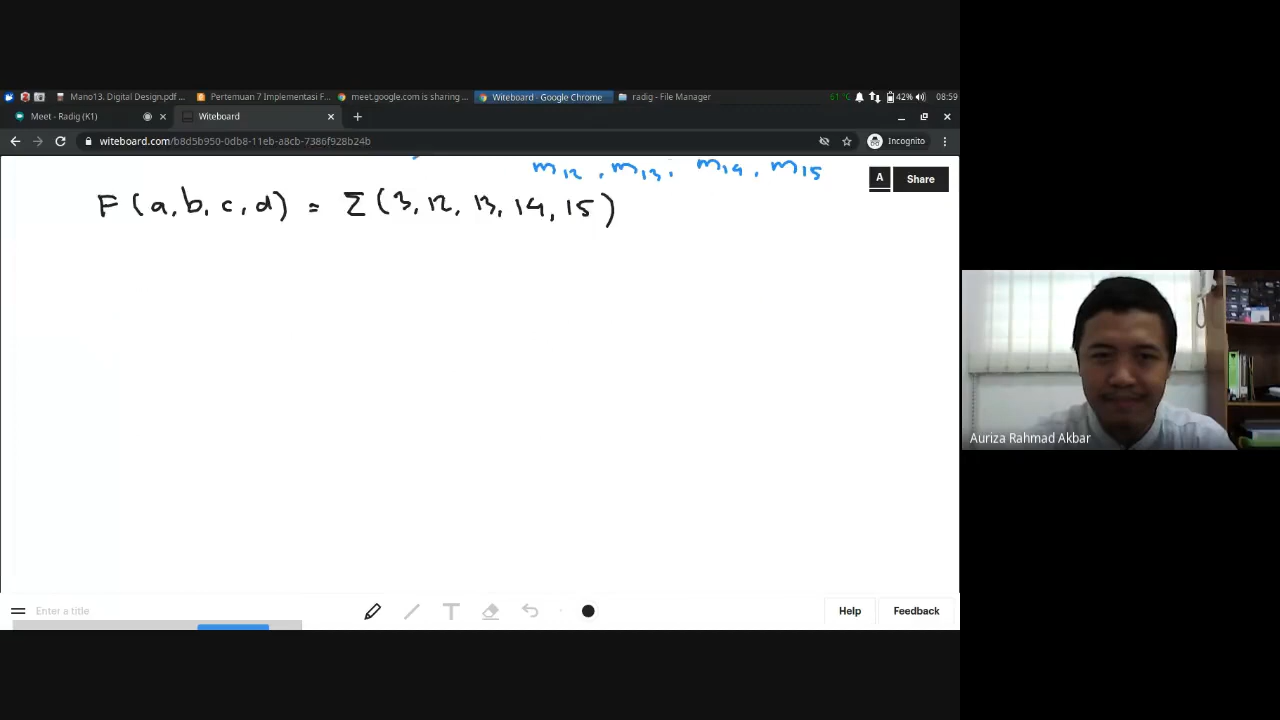 Mano13. Digital Design.pdf ...
Pertemuan 7 Implementasi F...
meet.google.com is sharing ...
Witeboard - Google Chrome
radig - File Manager
61°C
42%
08:59
Meet - Radig (K1)
Witeboard
witeboard.com/b8d5b950-0db8-11eb-a8cb-7386f928b24b
Incognito
m12, m13, m14, m15
A
Share
F(a, b, c, d) = Σ(3, 12, 13, 14, 15)
Auriza Rahmad Akbar
Enter a title
T
Help
Feedback